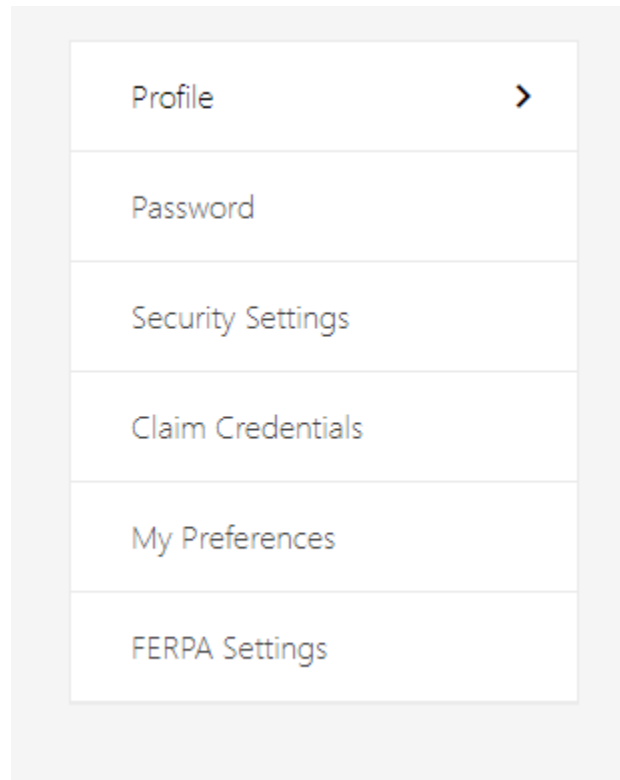 Profile
Password
Security Settings
Claim Credentials
My Preferences
FERPA Settings